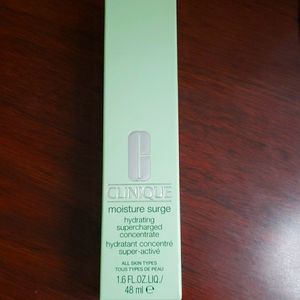 C
CLINIQUE
moisture surge
hydrating
supercharged
concentrate
hydratant concentré
super-activé
ALL SKIN TYPES
TOUS TYPES DE PEAU
1.6 FL.OZ.LIQ./
48 ml ℮